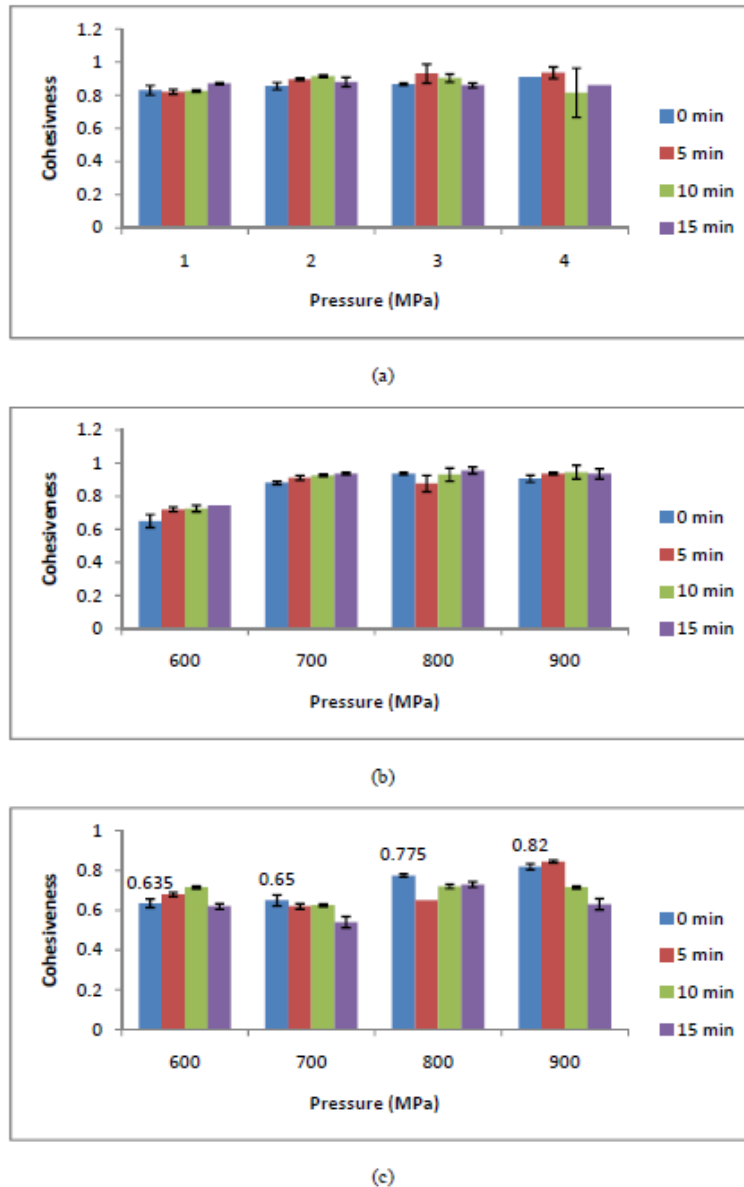 1.2
1
0.8
0.6
0.4
0.2
0
Cohesivness
1 2 3 4
Pressure (MPa)
0 min
5 min
10 min
15 min
(a)
1.2
1
0.8
0.6
0.4
0.2
0
Cohesiveness
600 700 800 900
Pressure (MPa)
0 min
5 min
10 min
15 min
(b)
1
0.8
0.6
0.4
0.2
0
Cohesiveness
0.635 0.65 0.775 0.82
600 700 800 900
Pressure (MPa)
0 min
5 min
10 min
15 min
(c)